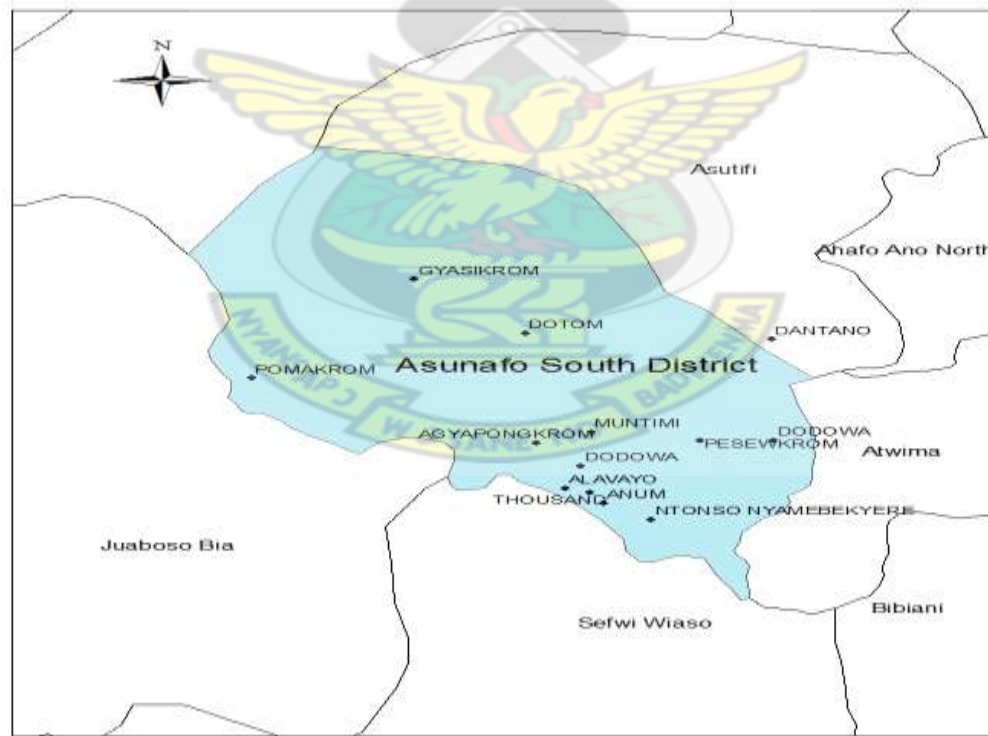 N
Asutifi
Ahafo Ano North
GYASIKROM
DOTOM
DANTANO
POMAKROM
Asunafo South District
MUNTIMI
AGYAPONGKROM
DODOWA
PESEWKROM
Atwima
DODOWA
ALAVAYO
THOUSAND
ANUM
NTONSO NYAMEBEKYERE
Juaboso Bia
Bibiani
Sefwi Wiaso